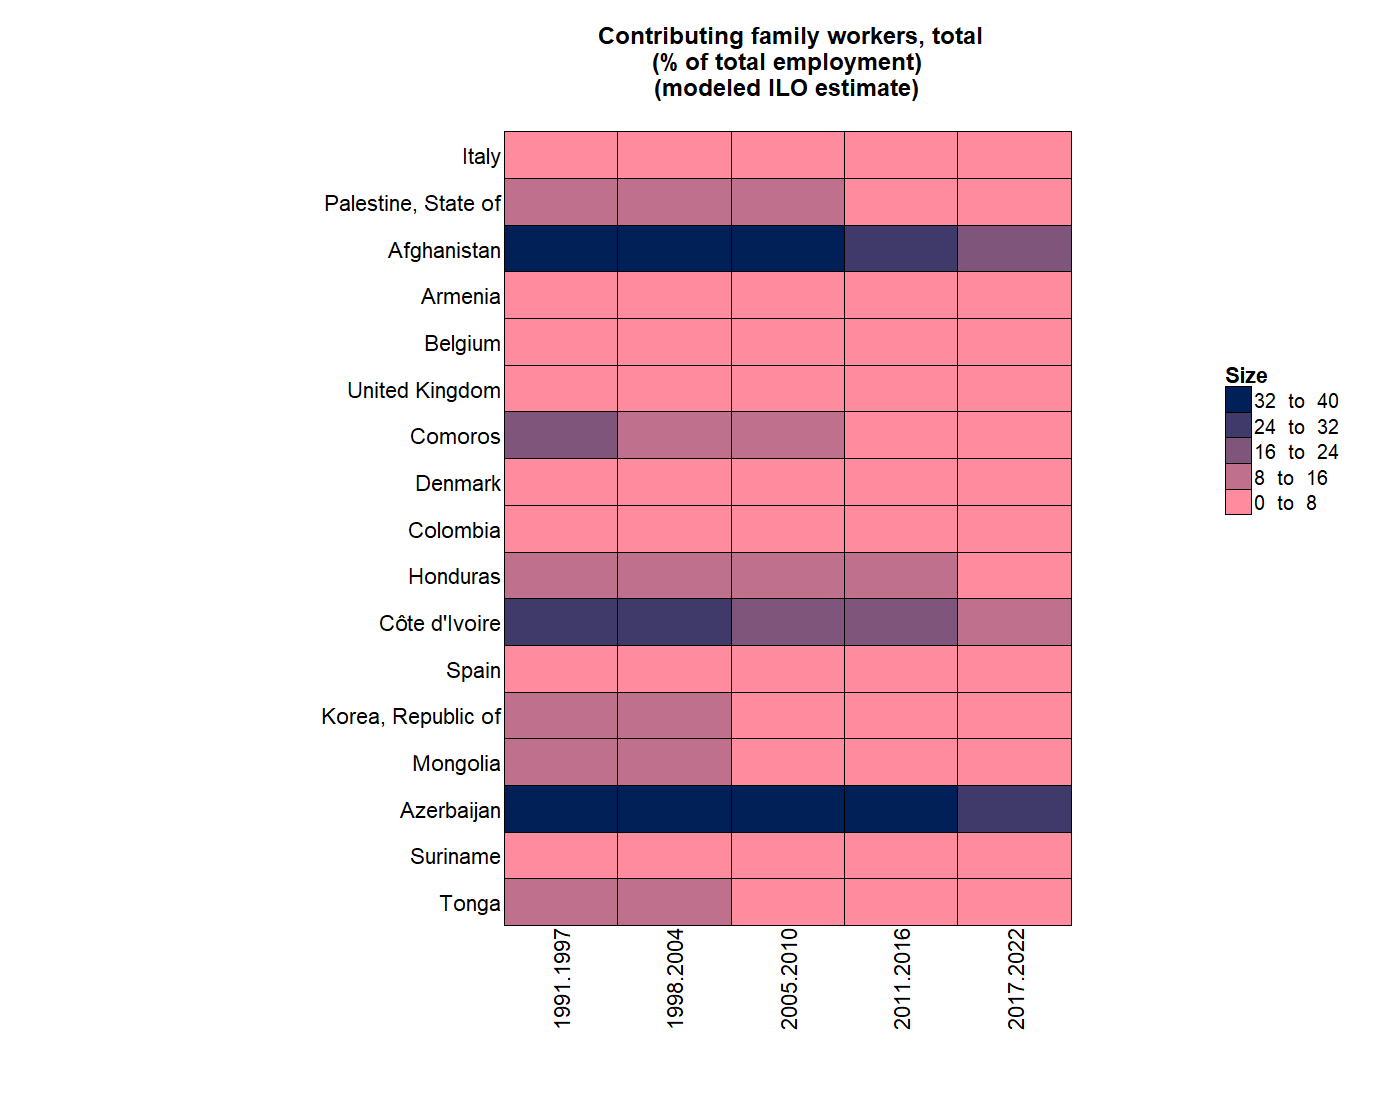 Contributing family workers, total
(% of total employment)
(modeled ILO estimate)
Italy
Palestine, State of
Afghanistan
Armenia
Belgium
United Kingdom
Comoros
Denmark
Colombia
Honduras
Côte d'Ivoire
Spain
Korea, Republic of
Mongolia
Azerbaijan
Suriname
Tonga
1991.1997
1998.2004
2005.2010
2011.2016
2017.2022
Size
32 to 40
24 to 32
16 to 24
8 to 16
0 to 8